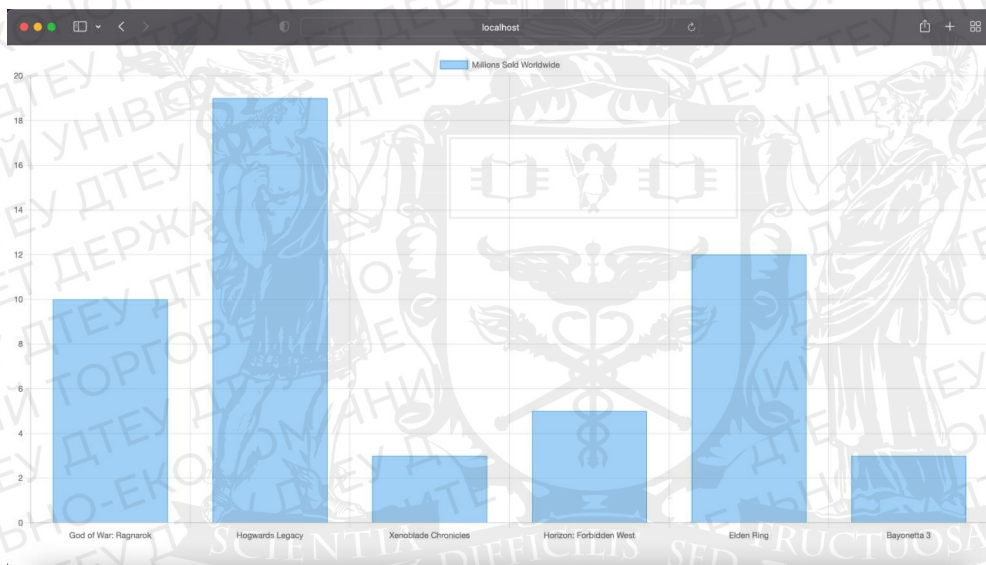 localhost
Millions Sold Worldwide
20
18
16
14
12
10
8
6
4
2
0
God of War: Ragnarok
Hogwards Legacy
Xenoblade Chronicles
Horizon: Forbidden West
Elden Ring
Bayonetta 3
SCIENTIA DIFFICILIS SED FRUCTUOSA